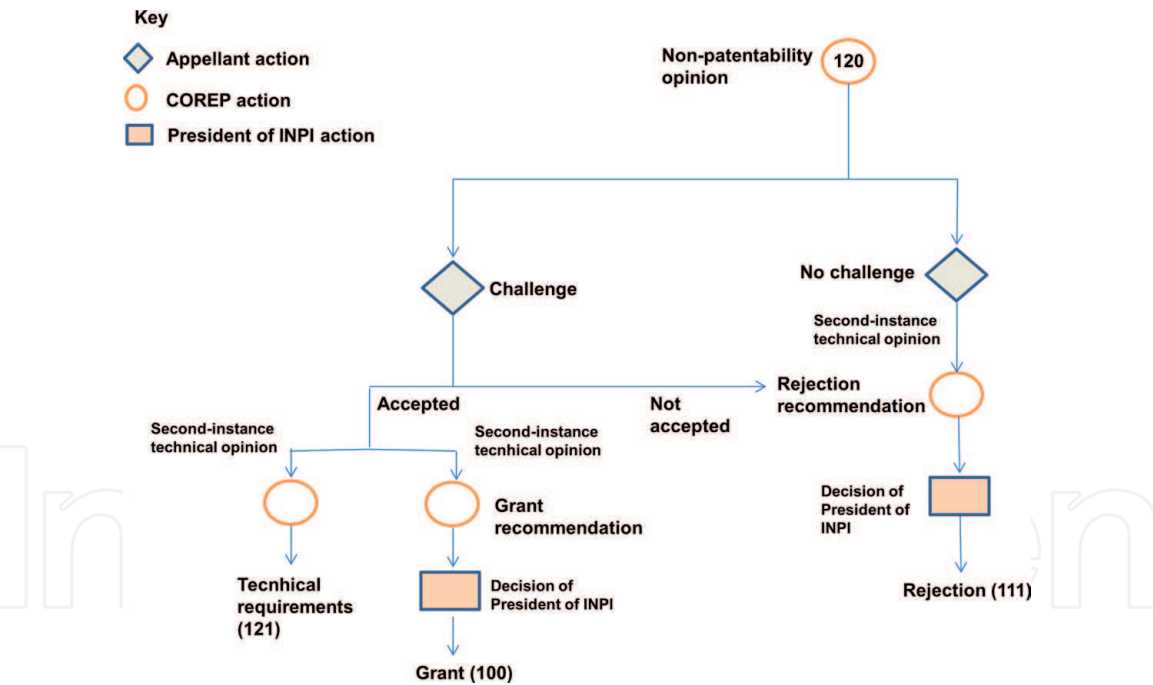 Key
Appellant action
COREP action
President of INPI action
Non-patentability
opinion
120
Challenge
No challenge
Second-instance
technical opinion
Accepted
Not
accepted
Rejection
recommendation
Second-instance
technical opinion
Second-instance
tecnhical opinion
Grant
recommendation
Decision of
President of
INPI
Tecnhical
requirements
(121)
Decision of
President of INPI
Rejection (111)
Grant (100)